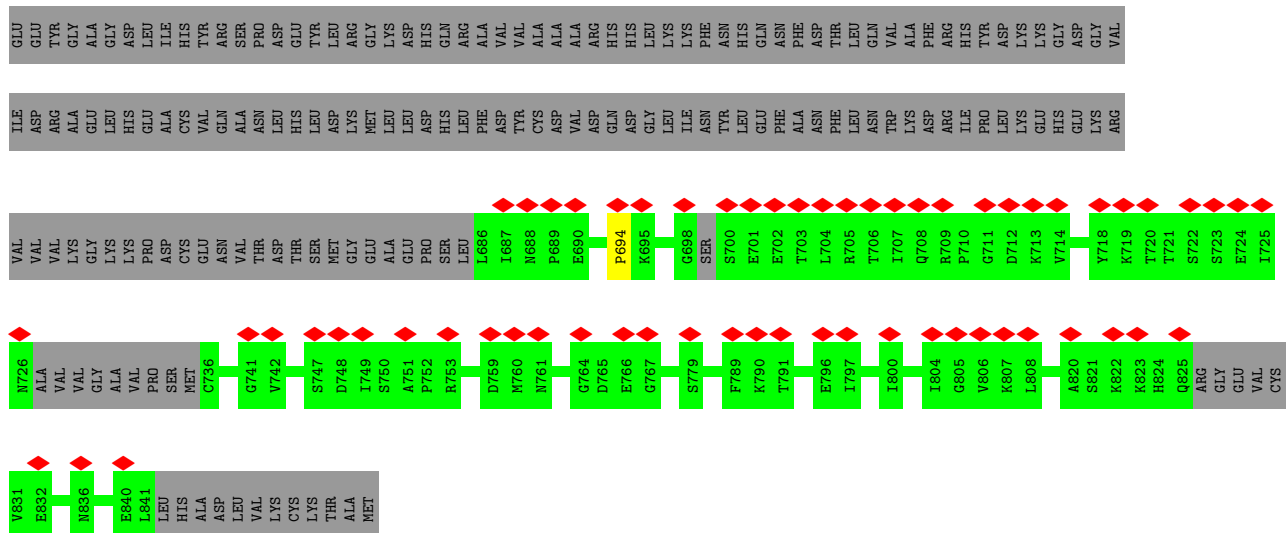 GLU GLU TYR GLY ALA GLY ASP LEU ILE HIS TYR ARG SER PRO ASP GLU TYR LEU ARG GLY LYS ASP HIS GLN ARG ALA VAL VAL ALA ALA ALA ARG HIS HIS LEU LYS LYS PHE ASN HIS GLN ASN PHE ASP THR LEU GLN VAL ALA PHE ARG HIS TYR ASP LYS LYS GLY ASP GLY VAL
ILE ASP ARG ALA GLU LEU HIS GLU ALA CYS VAL GLN ALA ASN LEU HIS LEU ASP LYS MET LEU LEU ASP HIS LEU PHE ASP TYR CYS ASP VAL ASP GLN ASP GLY LEU ILE ASN TYR LEU GLU PHE ALA ASN PHE LEU ASN TRP LYS ASP ARG ILE PRO LEU LYS GLU HIS GLU LYS ARG
VAL VAL VAL LYS GLY LYS LYS PRO ASP CYS GLU ASN VAL THR ASP THR SER MET GLY GLU ALA GLU PRO SER LEU L686 I687 N688 P689 E690 P694 K695 G698 SER S700 E701 E702 T703 L704 R705 T706 I707 Q708 R709 P710 G711 D712 K713 V714 Y718 K719 T720 T721 S722 S723 E724 I725
N726 ALA VAL VAL GLY ALA VAL PRO SER MET C736 G741 V742 S747 D748 I749 S750 A751 P752 R753 D759 M760 N761 G764 D765 E766 G767 S779 F789 K790 T791 E796 I797 I800 I804 G805 V806 K807 L808 A820 S821 K822 K823 H824 Q825 ARG GLY GLU VAL CYS
V831 E832 N836 E840 L841 LEU HIS ALA ASP LEU VAL LYS CYS LYS THR ALA MET